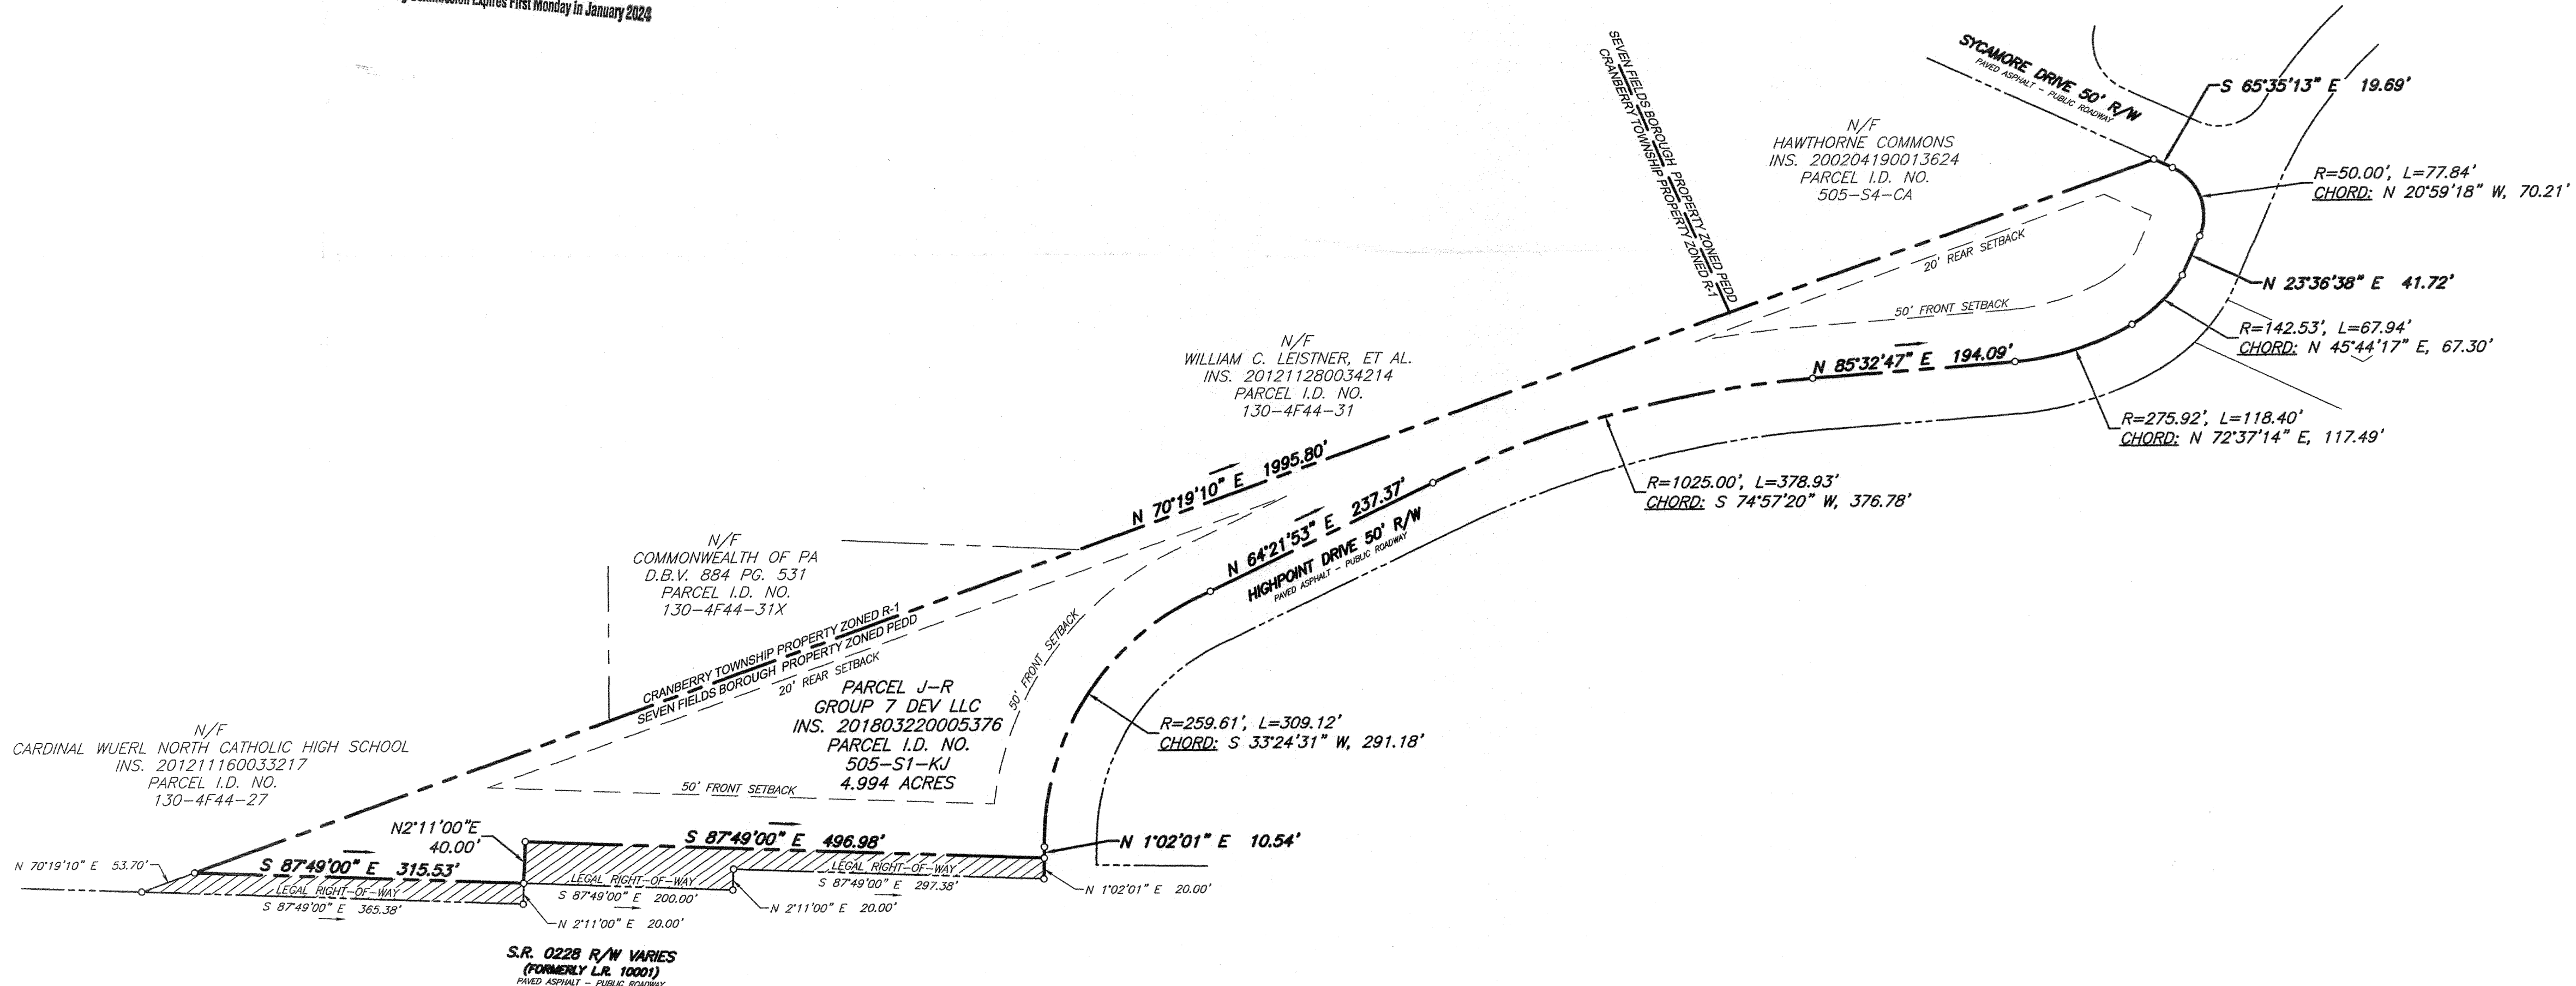 Commission Expires First Monday in January 2024
SEVEN FIELDS BOROUGH PROPERTY ZONED PEDD
CRANBERRY TOWNSHIP PROPERTY ZONED R-1
SYCAMORE DRIVE 50' R/W
PAVED ASPHALT - PUBLIC ROADWAY
S 65°35'13" E 19.69'
N/F
HAWTHORNE COMMONS
INS. 200204190013624
PARCEL I.D. NO.
505-S4-CA
R=50.00', L=77.84'
CHORD: N 20°59'18" W, 70.21'
20' REAR SETBACK
N 23°36'38" E 41.72'
50' FRONT SETBACK
R=142.53', L=67.94'
CHORD: N 45°44'17" E, 67.30'
N/F
WILLIAM C. LEISTNER, ET AL.
INS. 201211280034214
PARCEL I.D. NO.
130-4F44-31
N 85°32'47" E 194.09'
R=275.92', L=118.40'
CHORD: N 72°37'14" E, 117.49'
N 70°19'10" E 1995.80'
R=1025.00', L=378.93'
CHORD: S 74°57'20" W, 376.78'
N 64°21'53" E 237.37'
HIGHPOINT DRIVE 50' R/W
PAVED ASPHALT - PUBLIC ROADWAY
N/F
COMMONWEALTH OF PA
D.B.V. 884 PG. 531
PARCEL I.D. NO.
130-4F44-31X
CRANBERRY TOWNSHIP PROPERTY ZONED R-1
SEVEN FIELDS BOROUGH PROPERTY ZONED PEDD
20' REAR SETBACK
50' FRONT SETBACK
PARCEL J-R
GROUP 7 DEV LLC
INS. 201803220005376
PARCEL I.D. NO.
505-S1-KJ
4.994 ACRES
R=259.61', L=309.12'
CHORD: S 33°24'31" W, 291.18'
N/F
CARDINAL WUERL NORTH CATHOLIC HIGH SCHOOL
INS. 201211160033217
PARCEL I.D. NO.
130-4F44-27
50' FRONT SETBACK
N2°11'00"E
40.00'
S 87°49'00" E 496.98'
N 1°02'01" E 10.54'
N 70°19'10" E 53.70'
S 87°49'00" E 315.53'
LEGAL RIGHT-OF-WAY
S 87°49'00" E 365.38'
LEGAL RIGHT-OF-WAY
S 87°49'00" E 200.00'
LEGAL RIGHT-OF-WAY
S 87°49'00" E 297.38'
N 1°02'01" E 20.00'
N 2°11'00" E 20.00'
N 2°11'00" E 20.00'
S.R. 0228 R/W VARIES
(FORMERLY L.R. 10001)
PAVED ASPHALT - PUBLIC ROADWAY